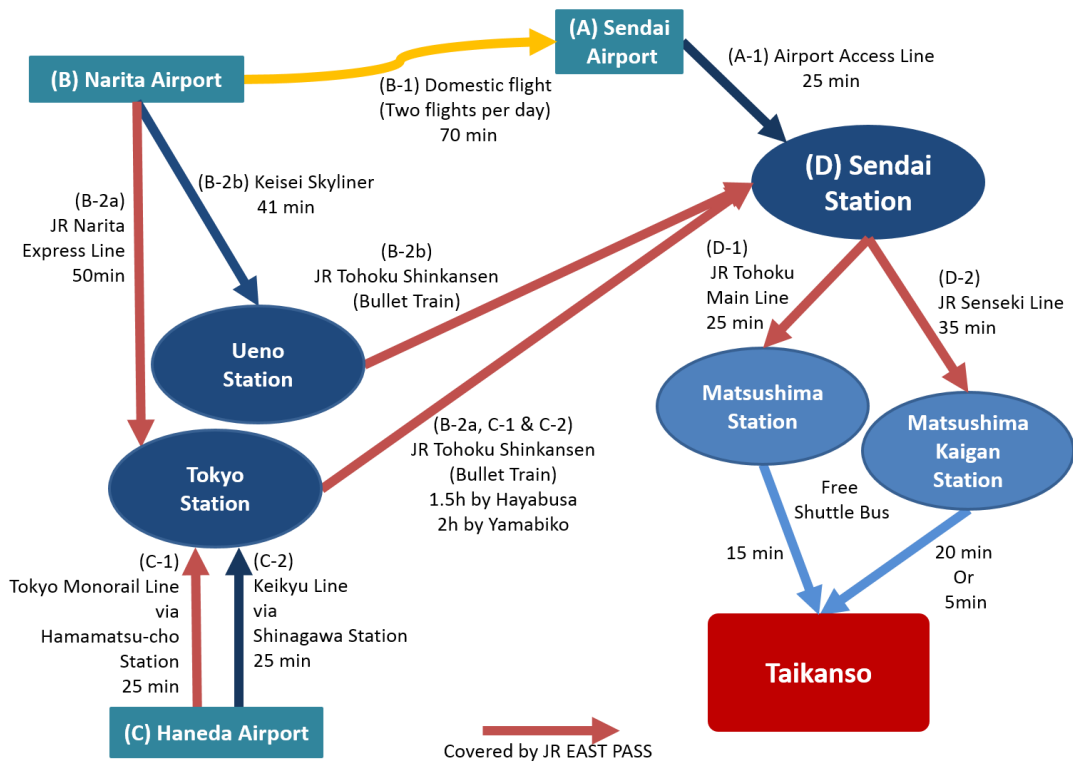 (A) Sendai
Airport
(B) Narita Airport
(A-1) Airport Access Line
25 min
(B-1) Domestic flight
(Two flights per day)
70 min
(D) Sendai
Station
(B-2b) Keisei Skyliner
41 min
(B-2a)
JR Narita
Express Line
50min
(B-2b)
JR Tohoku Shinkansen
(Bullet Train)
(D-1)
JR Tohoku
Main Line
25 min
(D-2)
JR Senseki Line
35 min
Ueno
Station
Matsushima
Station
Matsushima
Kaigan
Station
(B-2a, C-1 & C-2)
JR Tohoku Shinkansen
(Bullet Train)
1.5h by Hayabusa
2h by Yamabiko
Tokyo
Station
Free
Shuttle Bus
15 min
20 min
Or
5min
(C-1)
Tokyo Monorail Line
via
Hamamatsu-cho
Station
25 min
(C-2)
Keikyu Line
via
Shinagawa Station
25 min
Taikanso
(C) Haneda Airport
Covered by JR EAST PASS